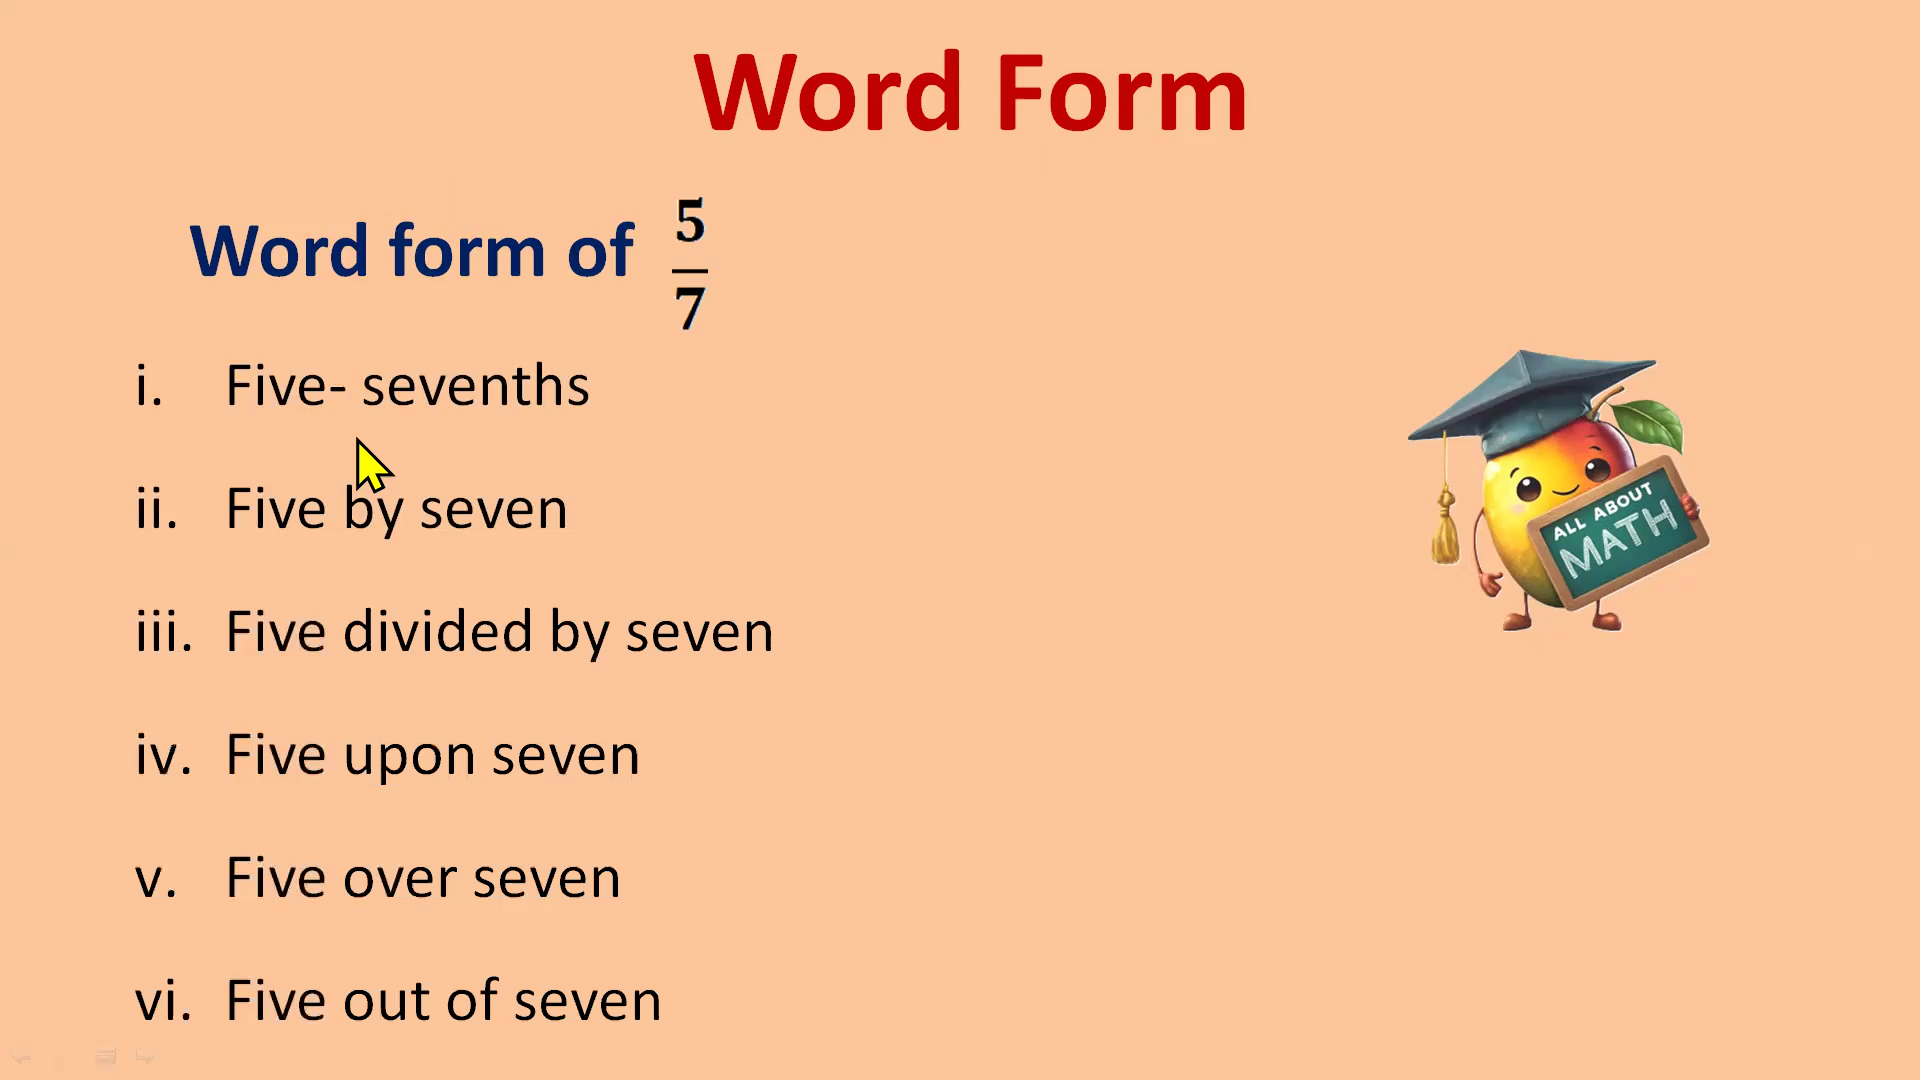 Word Form
Word form of 5/7
i. Five- sevenths
ii. Five by seven
iii. Five divided by seven
iv. Five upon seven
v. Five over seven
vi. Five out of seven
ALL ABOUT
MATH